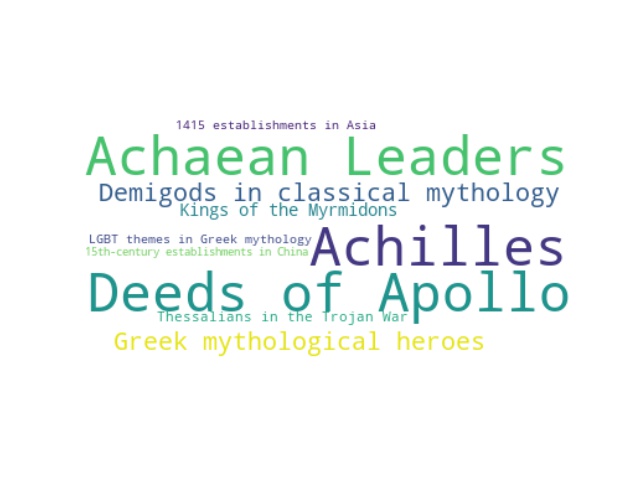 1415 establishments in Asia
Achaean Leaders
Demigods in classical mythology
Kings of the Myrmidons
LGBT themes in Greek mythology
Achilles
15th-century establishments in China
Deeds of Apollo
Thessalians in the Trojan War
Greek mythological heroes